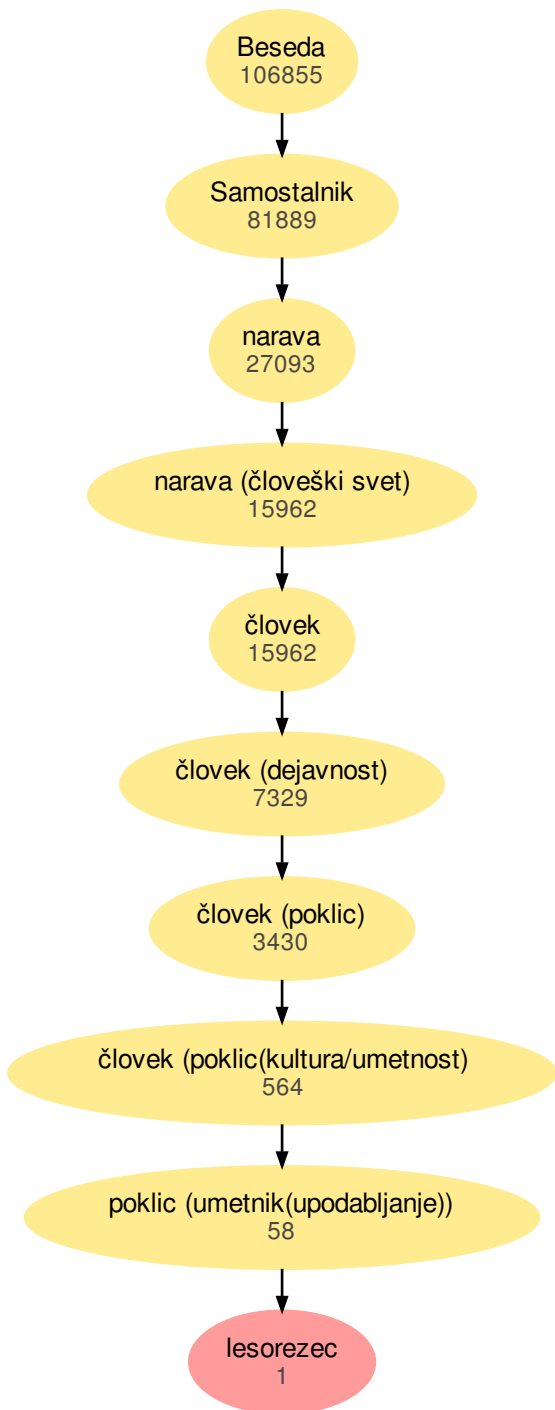 Beseda
106855
Samostalnik
81889
narava
27093
narava (človeški svet)
15962
človek
15962
človek (dejavnost)
7329
človek (poklic)
3430
človek (poklic(kultura/umetnost)
564
poklic (umetnik(upodabljanje))
58
lesorezec
1